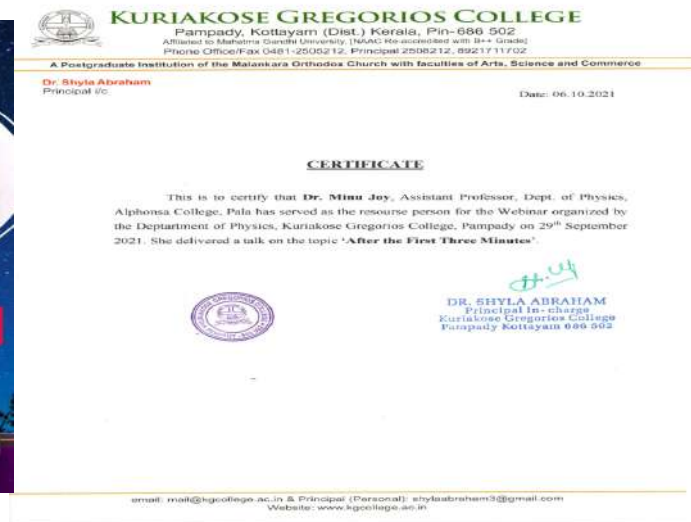 KURIAKOSE GREGORIOS COLLEGE
Pampady, Kottayam (Dist.) Kerala, Pin-686 502
Affiliated to Mahatma Gandhi University, [NAAC Re-accredited with B++ Grade]
Phone Office/Fax 0481-2505212, Principal 2508212, 8921711702
A Postgraduate Institution of the Malankara Orthodox Church with faculties of Arts, Science and Commerce
Dr. Shyla Abraham
Principal i/c
Date: 06.10.2021
CERTIFICATE
This is to certify that Dr. Minu Joy, Assistant Professor, Dept. of Physics,
Alphonsa College, Pala has served as the resourse person for the Webinar organized by
the Deptartment of Physics, Kuriakose Gregorios College, Pampady on 29th September
2021. She delivered a talk on the topic ‘After the First Three Minutes’.
DR. SHYLA ABRAHAM
Principal In- charge
Kuriakose Gregorios College
Pampady Kottayam 686 502
email: mail@kgcollege.ac.in & Principal (Personal): shylaabraham3@gmail.com
Website: www.kgcollege.ac.in